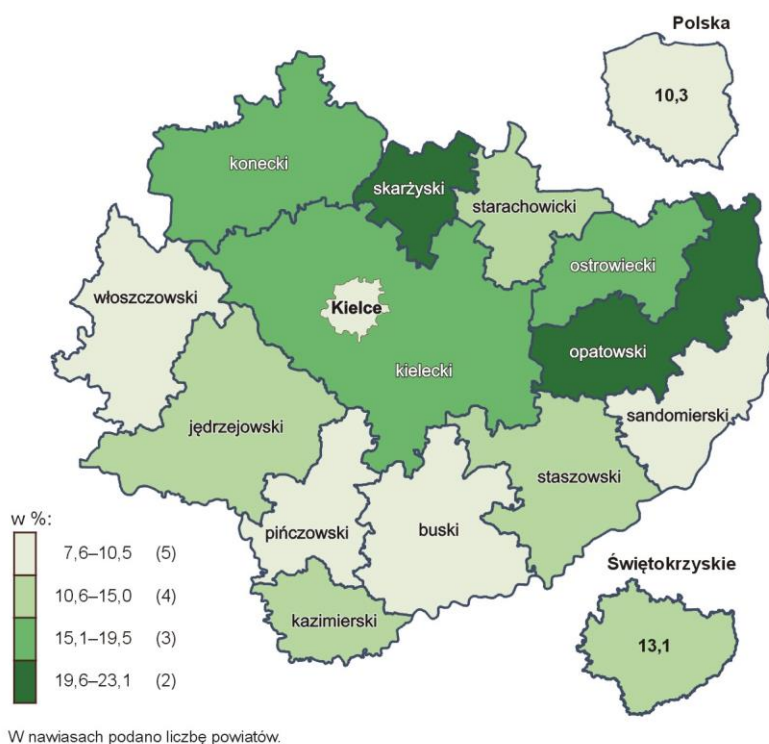 Polska
10,3
konecki
skarżyski
starachowicki
ostrowiecki
włoszczowski
Kielce
opatowski
kielecki
sandomierski
jędrzejowski
staszowski
w %:
7,6–10,5 (5)
10,6–15,0 (4)
15,1–19,5 (3)
19,6–23,1 (2)
pińczowski
buski
kazimierski
Świętokrzyskie
13,1
W nawiasach podano liczbę powiatów.